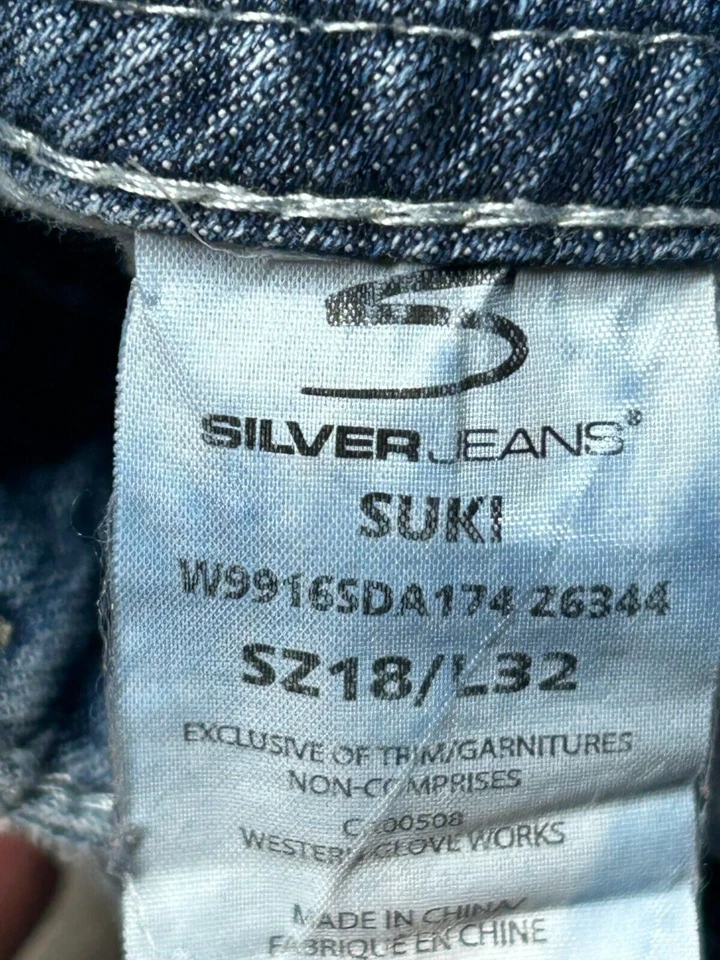 SILVER JEANS®
SUKI
W9916SDA174 Z6344
SZ18/L32
EXCLUSIVE OF TRIM/GARNITURES
NON-COMPRISES
WESTERN GLOVE WORKS
MADE IN CHINA/
FABRIQUE EN CHINE